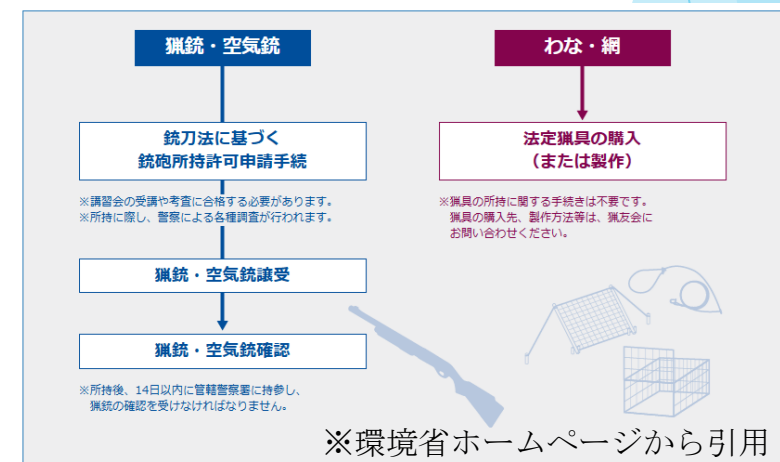 猟銃・空気銃
銃刀法に基づく
銃砲所持許可申請手続
※講習会の受講や考査に合格する必要があります。
※所持に際し、警察による各種調査が行われます。
猟銃・空気銃譲受
猟銃・空気銃確認
※所持後、14日以内に管轄警察署に持参し、
猟銃の確認を受けなければなりません。
わな・網
法定猟具の購入
（または製作）
※猟具の所持に関する手続きは不要です。
猟具の購入先、製作方法等は、猟友会に
お問い合わせください。
※環境省ホームページから引用